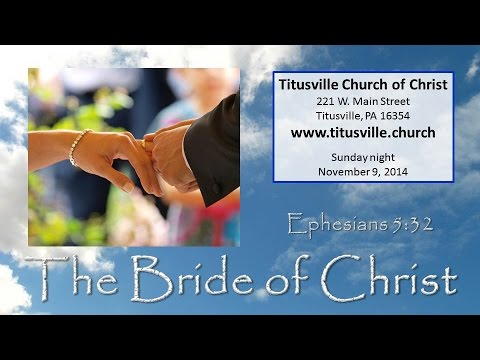 Titusville Church of Christ
221 W. Main Street
Titusville, PA 16354
www.titusville.church
Sunday night
November 9, 2014
Ephesians 5:32
The Bride of Christ